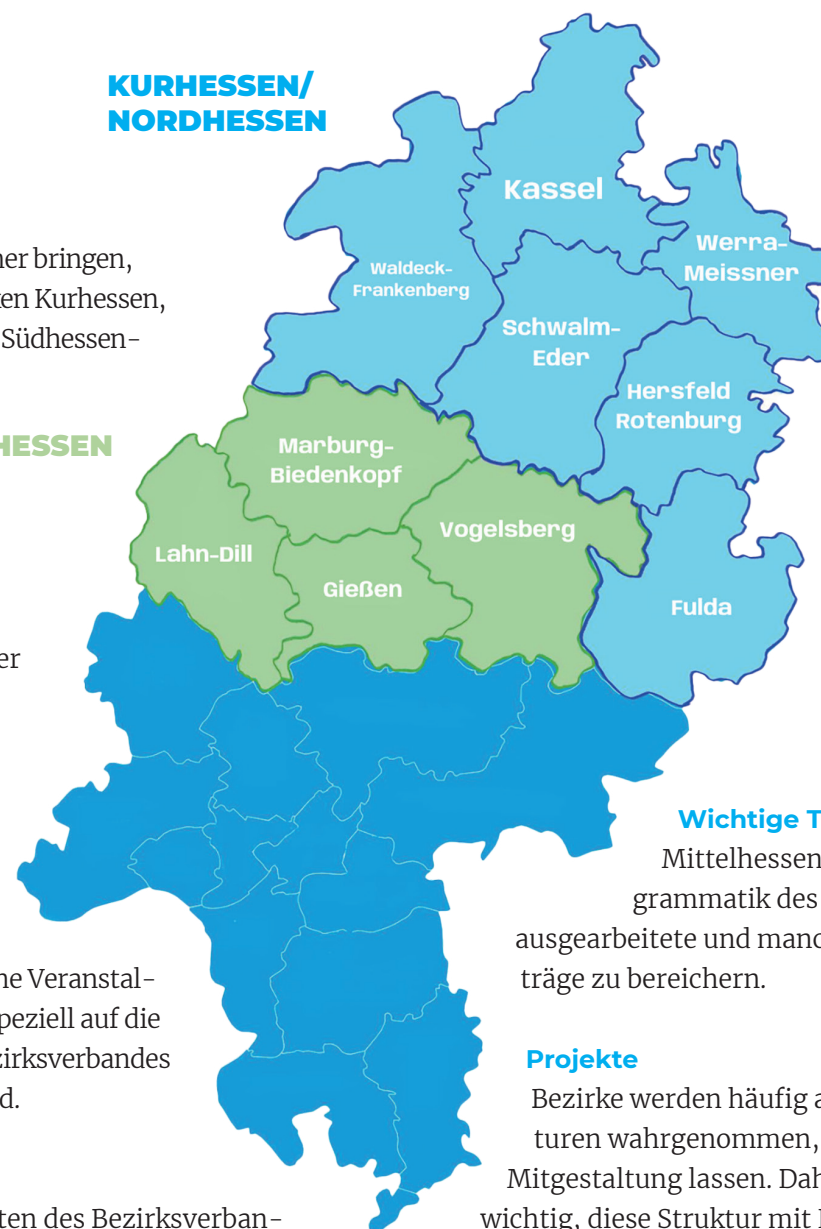 KURHESSEN/
NORDHESSEN
Kassel
Werra-
Meissner
Waldeck-
Frankenberg
Schwalm-
Eder
Hersfeld
Rotenburg
Marburg-
Biedenkopf
Vogelsberg
Lahn-Dill
Gießen
Fulda
her bringen,
ken Kurhessen,
Südhessen-
HESSEN
er
ne Veranstal-
peziell auf die
zirksverbandes
d.
ten des Bezirksverban-
Wichtige T
Mittelhessen
grammatik des
ausgearbeitete und manc
träge zu bereichern.
Projekte
Bezirke werden häufig a
turen wahrgenommen,
Mitgestaltung lassen. Dah
wichtig, diese Struktur mit